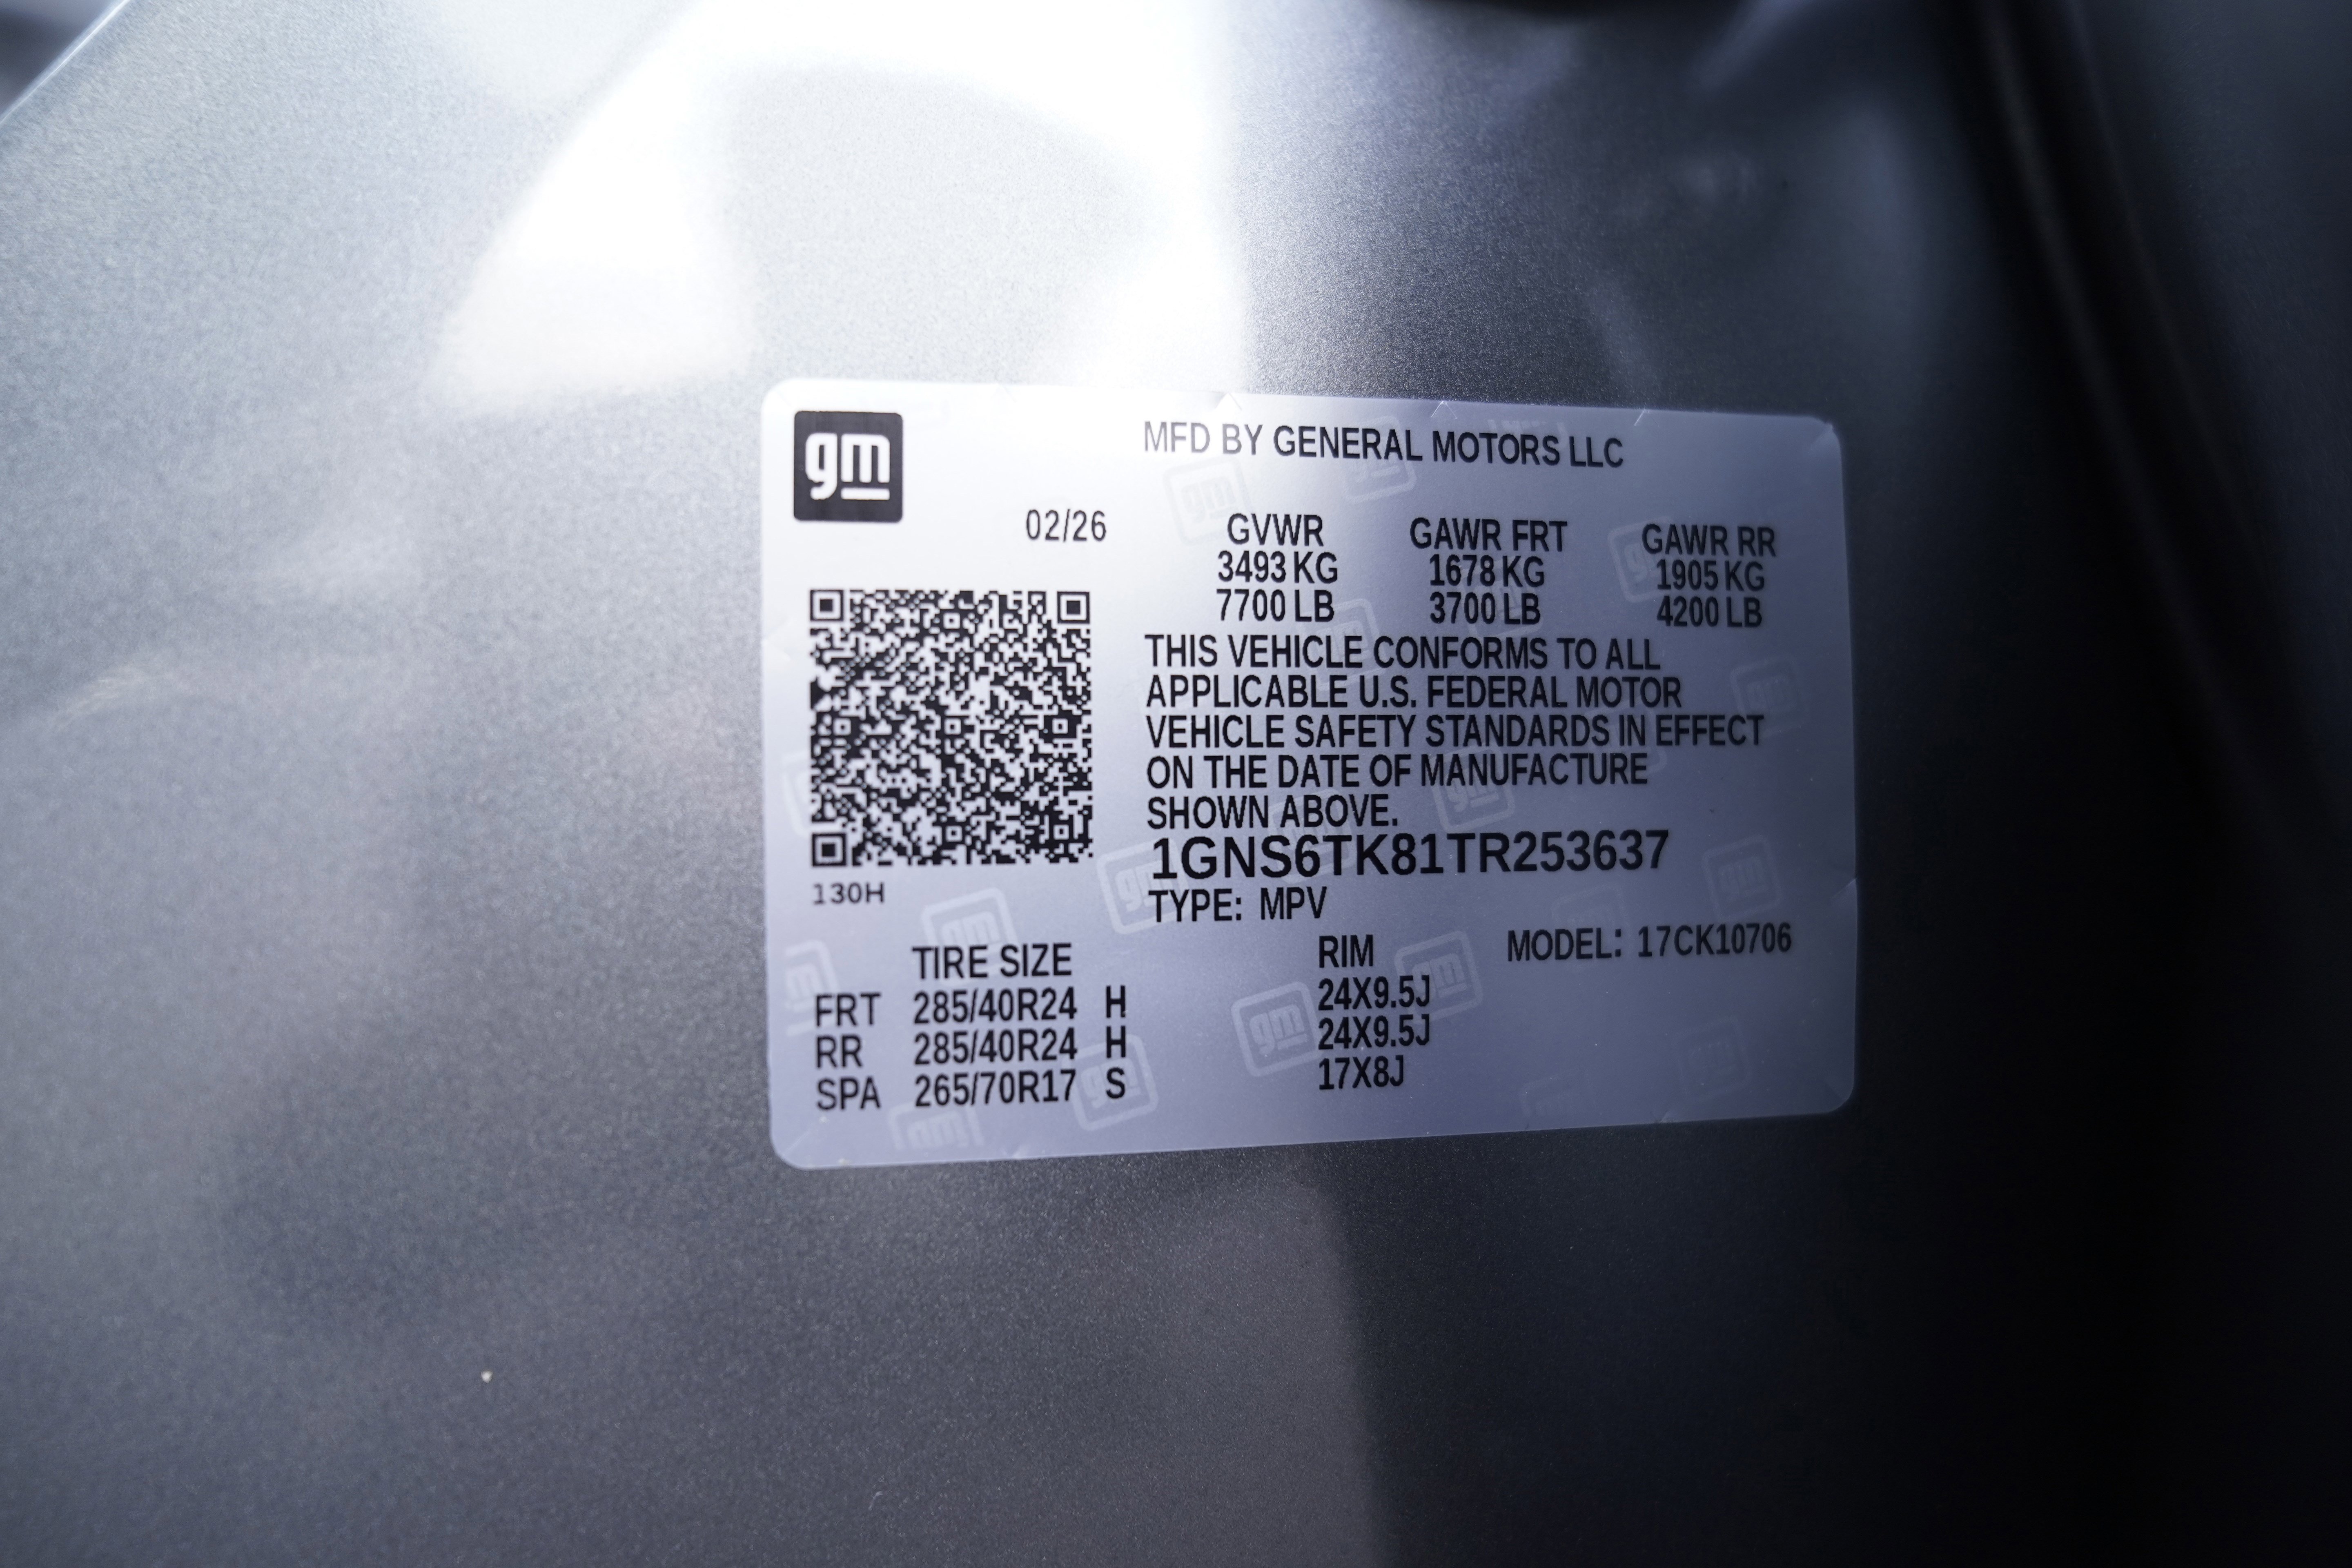 gm
MFD BY GENERAL MOTORS LLC
02/26
GVWR GAWR FRT GAWR RR
3493 KG 1678 KG 1905 KG
7700 LB 3700 LB 4200 LB
THIS VEHICLE CONFORMS TO ALL
APPLICABLE U.S. FEDERAL MOTOR
VEHICLE SAFETY STANDARDS IN EFFECT
ON THE DATE OF MANUFACTURE
SHOWN ABOVE.
1GNS6TK81TR253637
130H
TYPE: MPV
TIRE SIZE RIM MODEL: 17CK10706
FRT 285/40R24 H 24X9.5J
RR 285/40R24 H 24X9.5J
SPA 265/70R17 S 17X8J